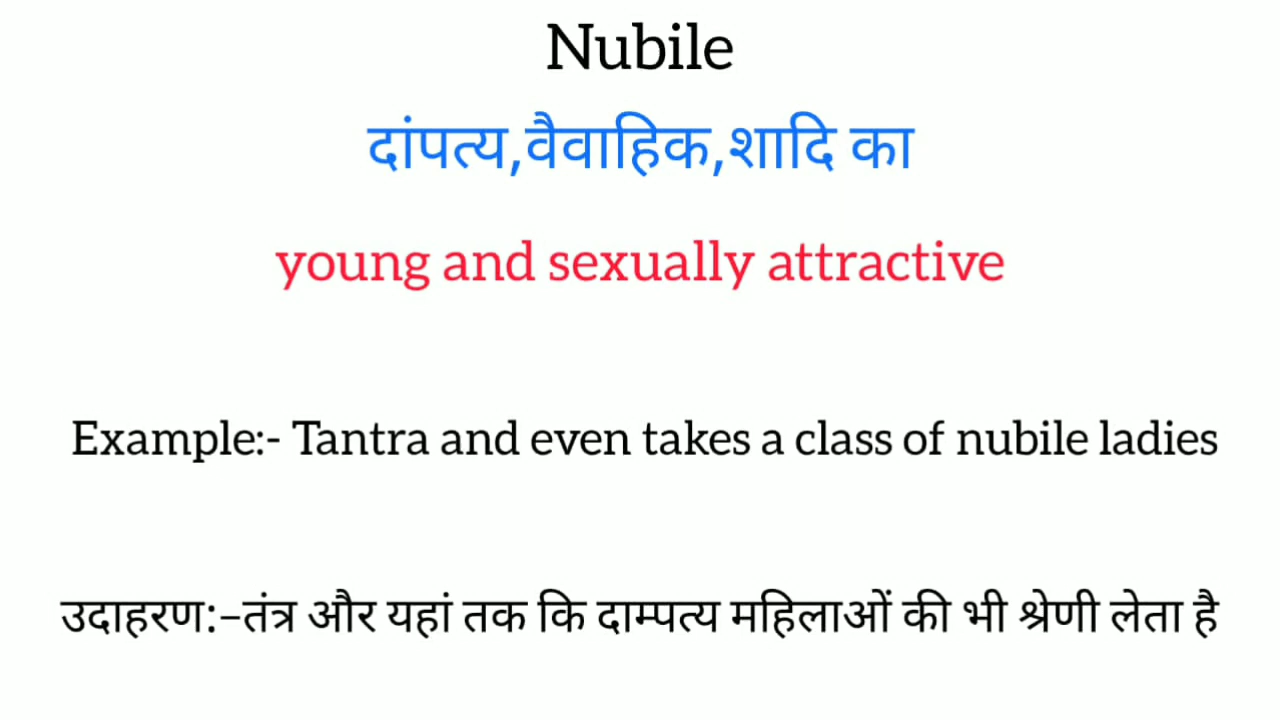 Nubile
दांपत्य,वैवाहिक,शादि का
young and sexually attractive
Example:- Tantra and even takes a class of nubile ladies
उदाहरण:–तंत्र और यहां तक कि दाम्पत्य महिलाओं की भी श्रेणी लेता है